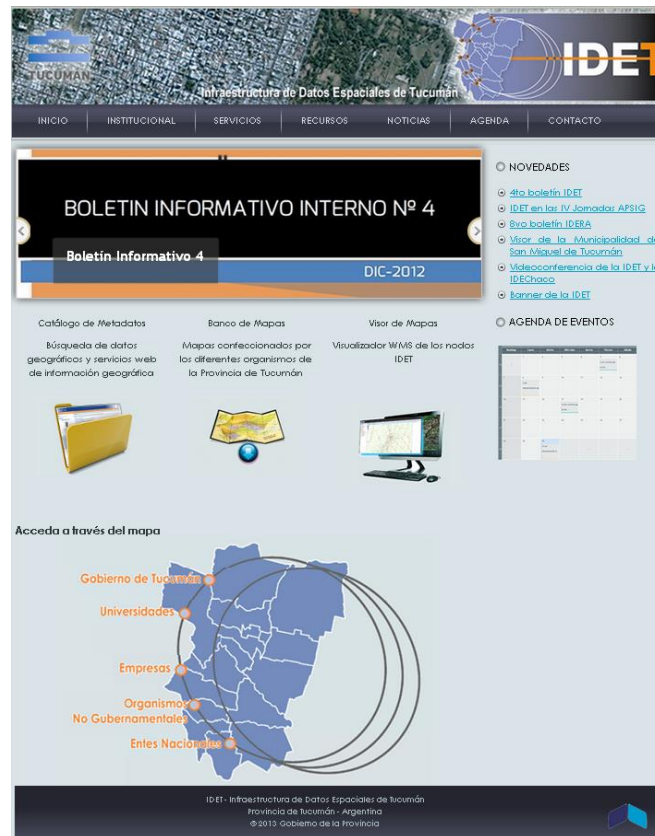 TUCUMÁN
Infraestructura de Datos Espaciales de Tucumán
IDET
INICIO
INSTITUCIONAL
SERVICIOS
RECURSOS
NOTICIAS
AGENDA
CONTACTO
BOLETIN INFORMATIVO INTERNO Nº 4
Boletín Informativo 4
DIC-2012
NOVEDADES
4to boletín IDET
IDET en las IV Jornadas APSIG
8vo boletín IDERA
Visor de la Municipalidad de
San Miguel de Tucumán
Videoconferencia de la IDET y la
IDEChaco
Banner de la IDET
AGENDA DE EVENTOS
Catálogo de Metadatos
Búsqueda de datos
geográficos y servicios web
de información geográfica
Banco de Mapas
Mapas confeccionados por
los diferentes organismos de
la Provincia de Tucumán
Visor de Mapas
Visualizador WMS de los nodos
IDET
Acceda a través del mapa
Gobierno de Tucumán
Universidades
Empresas
Organismos
No Gubernamentales
Entes Nacionales
IDET- Infraestructura de Datos Espaciales de Tucumán
Provincia de Tucumán - Argentina
©2013 Gobierno de la Provincia